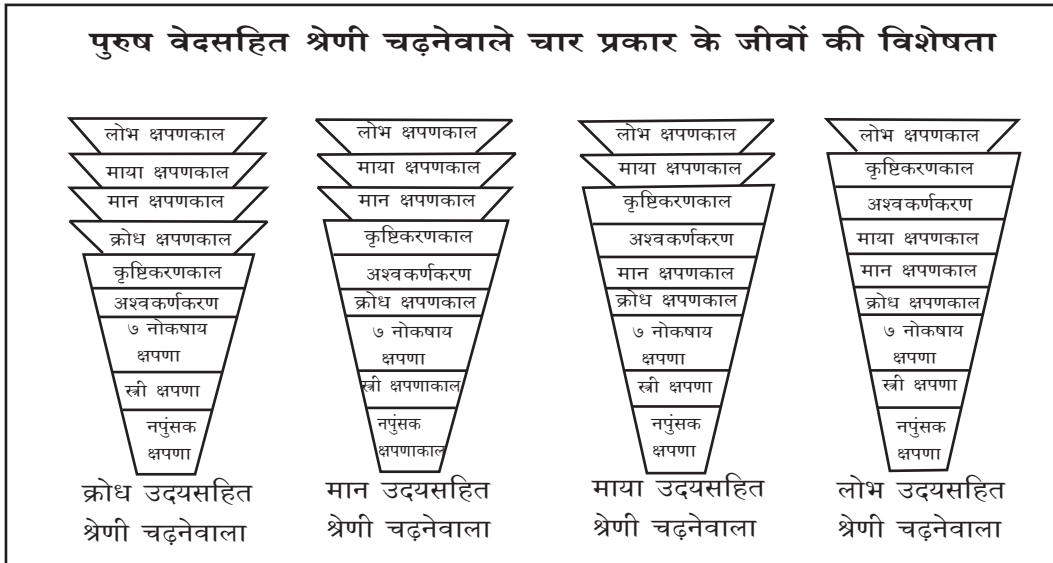 पुरुष वेदसहित श्रेणी चढ़नेवाले चार प्रकार के जीवों की विशेषता
लोभ क्षपणकाल
माया क्षपणकाल
मान क्षपणकाल
क्रोध क्षपणकाल
कृष्टिकरणकाल
अश्वकर्णकरण
७ नोकषाय
क्षपणा
स्त्री क्षपणा
नपुंसक
क्षपणा
क्रोध उदयसहित
श्रेणी चढ़नेवाला
लोभ क्षपणकाल
माया क्षपणकाल
मान क्षपणकाल
कृष्टिकरणकाल
अश्वकर्णकरण
क्रोध क्षपणकाल
७ नोकषाय
क्षपणा
स्त्री क्षपणाकाल
नपुंसक
क्षपणाकाल
मान उदयसहित
श्रेणी चढ़नेवाला
लोभ क्षपणकाल
माया क्षपणकाल
कृष्टिकरणकाल
अश्वकर्णकरण
मान क्षपणकाल
क्रोध क्षपणकाल
७ नोकषाय
क्षपणा
स्त्री क्षपणा
नपुंसक
क्षपणा
माया उदयसहित
श्रेणी चढ़नेवाला
लोभ क्षपणकाल
कृष्टिकरणकाल
अश्वकर्णकरण
माया क्षपणकाल
मान क्षपणकाल
क्रोध क्षपणकाल
७ नोकषाय
क्षपणा
स्त्री क्षपणा
नपुंसक
क्षपणा
लोभ उदयसहित
श्रेणी चढ़नेवाला